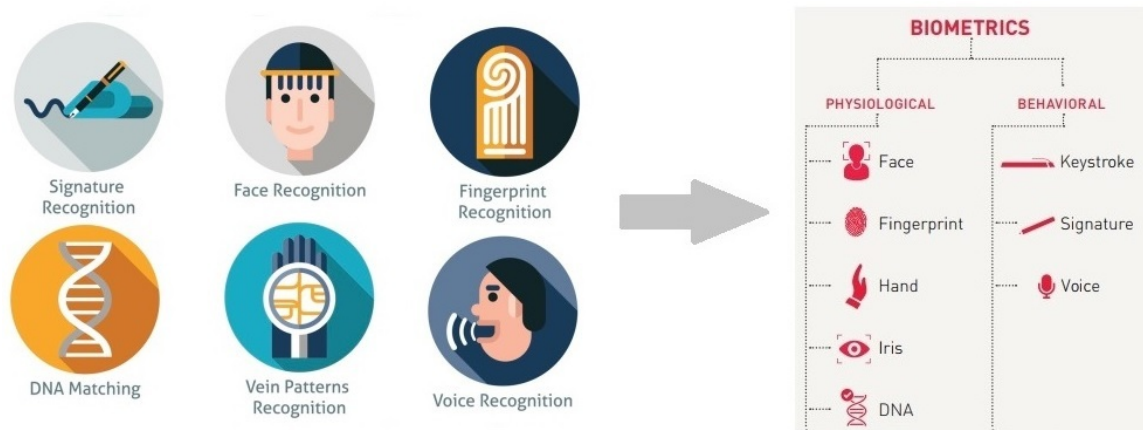 Signature
Recognition
Face Recognition
Fingerprint
Recognition
DNA Matching
Vein Patterns
Recognition
Voice Recognition
BIOMETRICS
PHYSIOLOGICAL
BEHAVIORAL
Face
Fingerprint
Hand
Iris
DNA
Keystroke
Signature
Voice